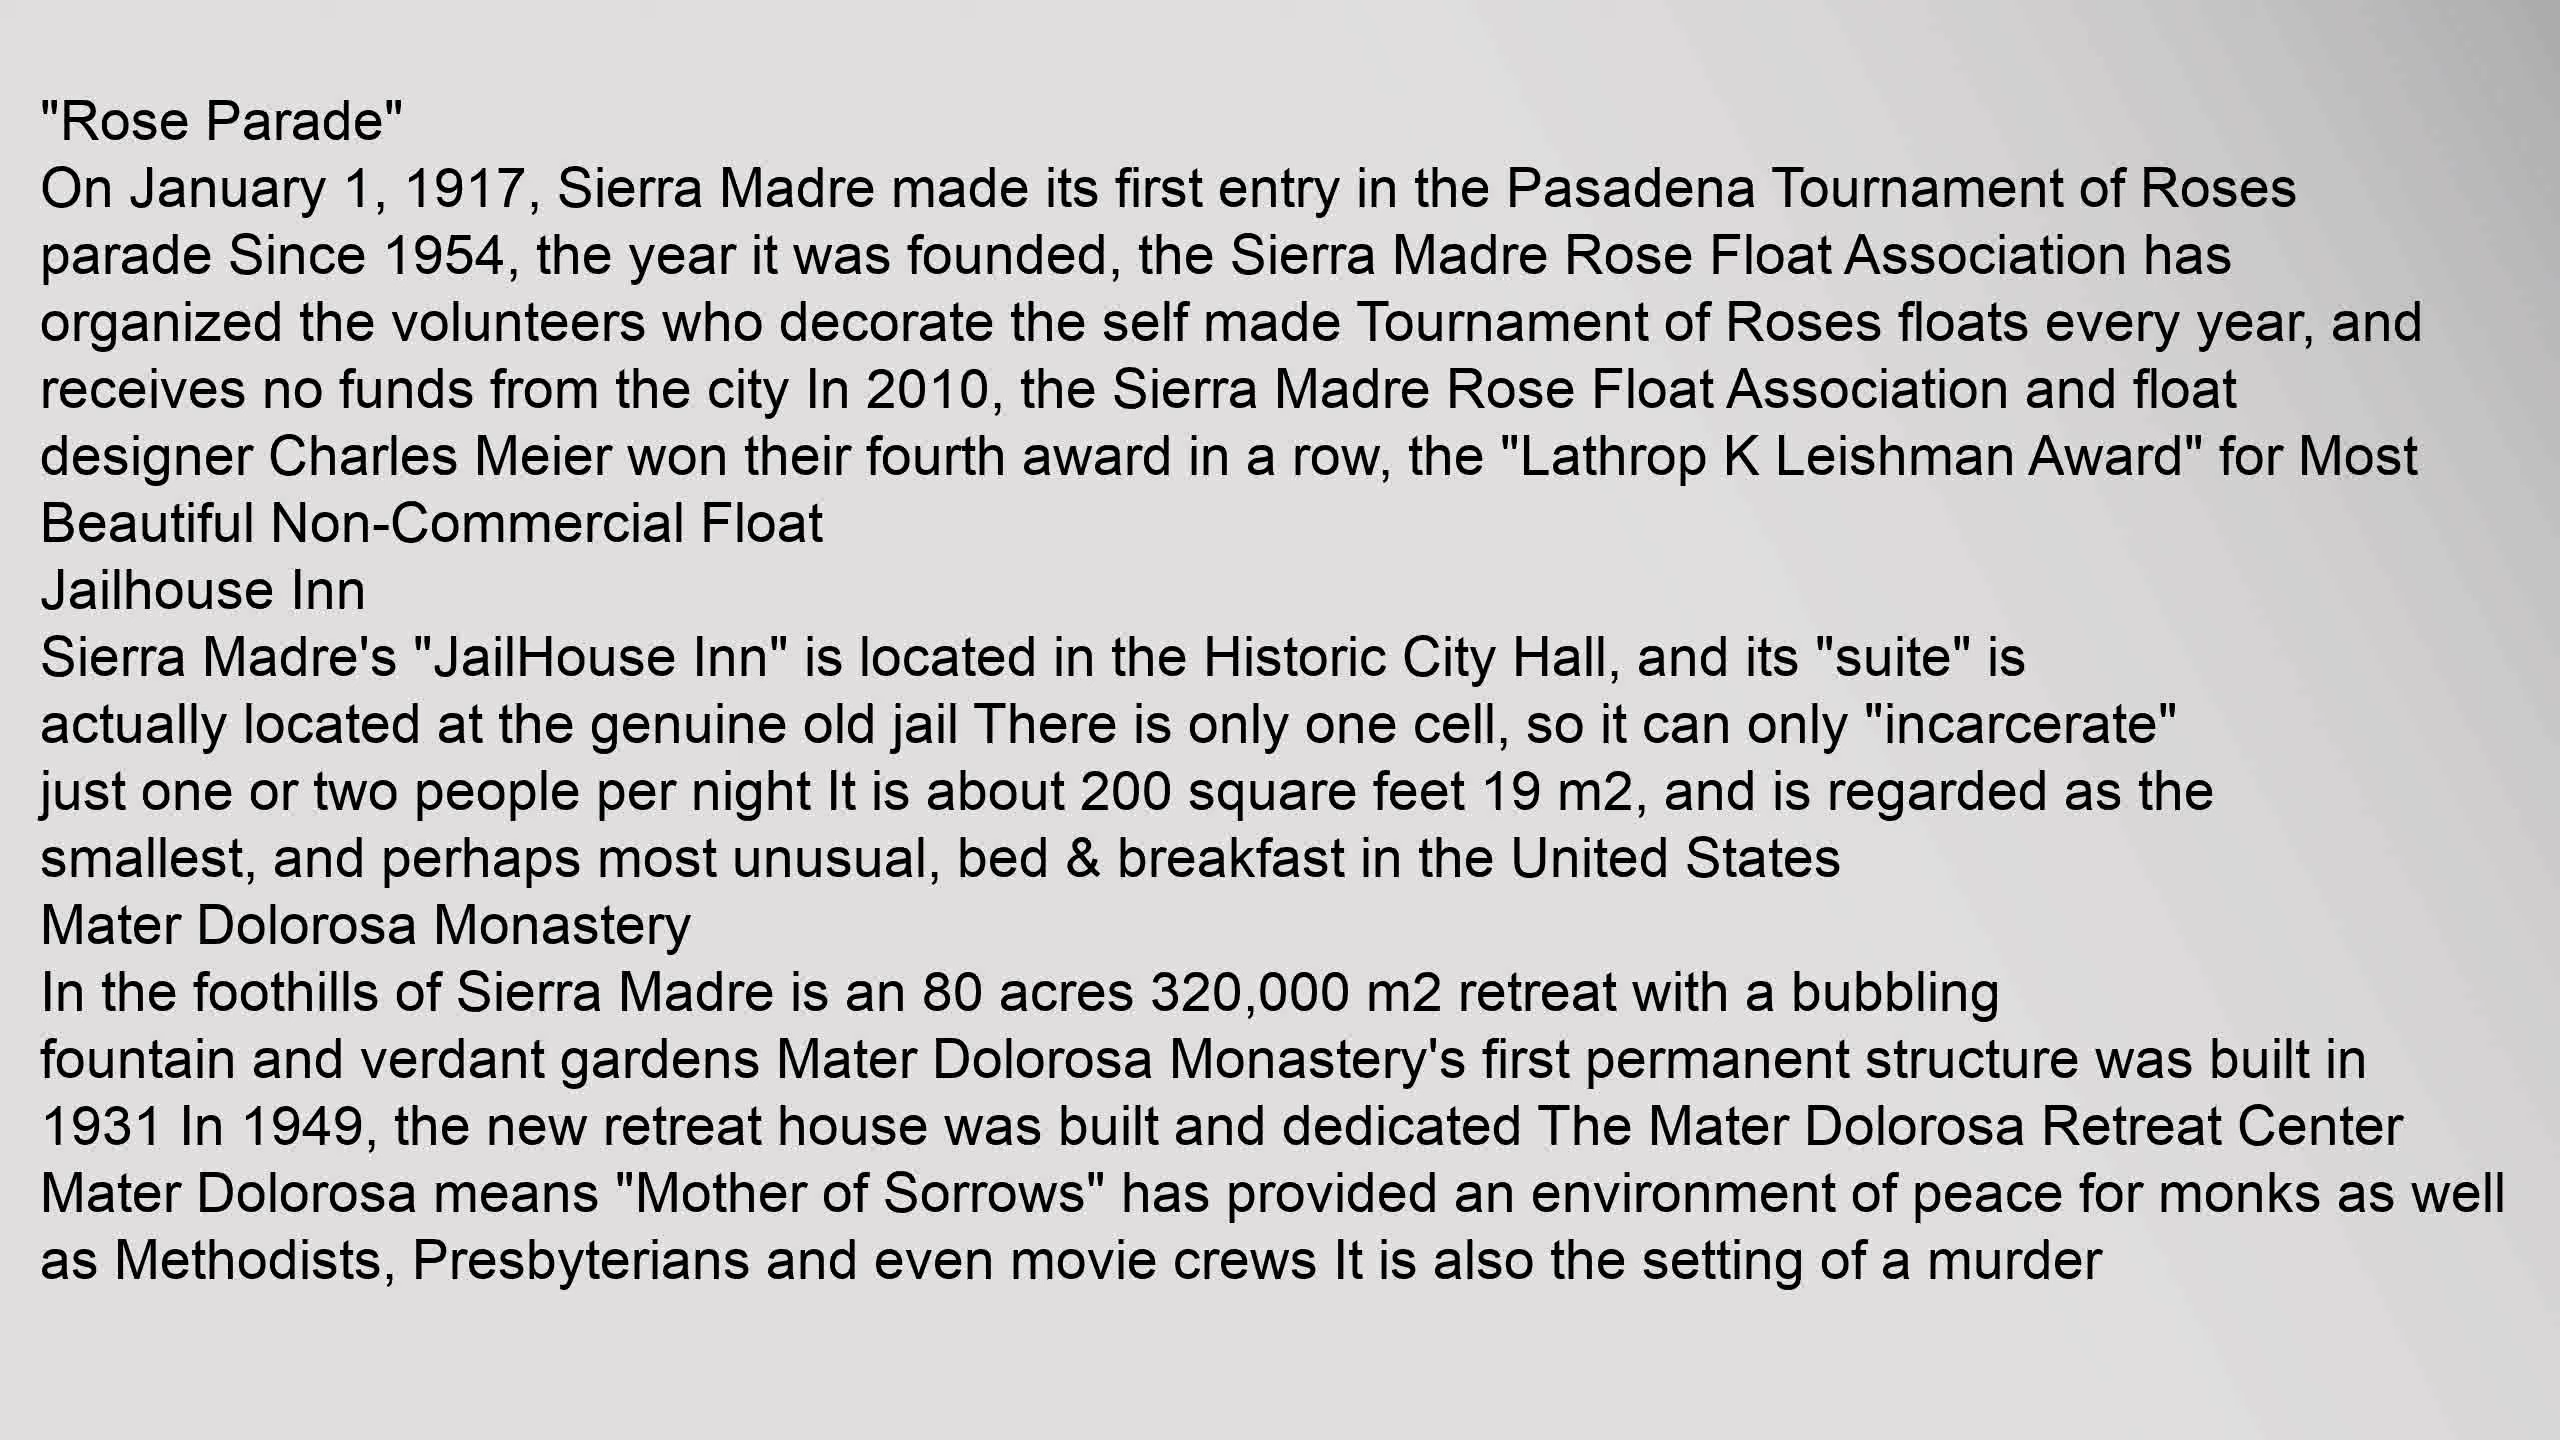 "Rose Parade"
On January 1, 1917, Sierra Madre made its first entry in the Pasadena Tournament of Roses
parade Since 1954, the year it was founded, the Sierra Madre Rose Float Association has
organized the volunteers who decorate the self made Tournament of Roses floats every year, and
receives no funds from the city In 2010, the Sierra Madre Rose Float Association and float
designer Charles Meier won their fourth award in a row, the "Lathrop K Leishman Award" for Most
Beautiful Non-Commercial Float
Jailhouse Inn
Sierra Madre's "JailHouse Inn" is located in the Historic City Hall, and its "suite" is
actually located at the genuine old jail There is only one cell, so it can only "incarcerate"
just one or two people per night It is about 200 square feet 19 m2, and is regarded as the
smallest, and perhaps most unusual, bed & breakfast in the United States
Mater Dolorosa Monastery
In the foothills of Sierra Madre is an 80 acres 320,000 m2 retreat with a bubbling
fountain and verdant gardens Mater Dolorosa Monastery's first permanent structure was built in
1931 In 1949, the new retreat house was built and dedicated The Mater Dolorosa Retreat Center
Mater Dolorosa means "Mother of Sorrows" has provided an environment of peace for monks as well
as Methodists, Presbyterians and even movie crews It is also the setting of a murder